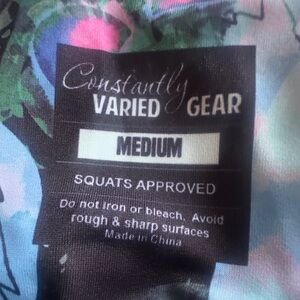 Constantly
VARIED GEAR
MEDIUM
SQUATS APPROVED
Do not Iron or bleach. Avoid
rough & sharp surfaces
Made in China